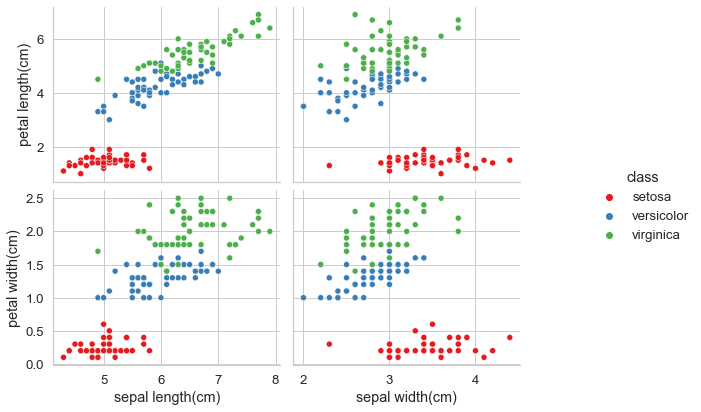 petal length(cm)
6
4
2
petal width(cm)
2.5
2.0
1.5
1.0
0.5
0.0
5
6
7
8
sepal length(cm)
2
3
4
sepal width(cm)
class
setosa
versicolor
virginica